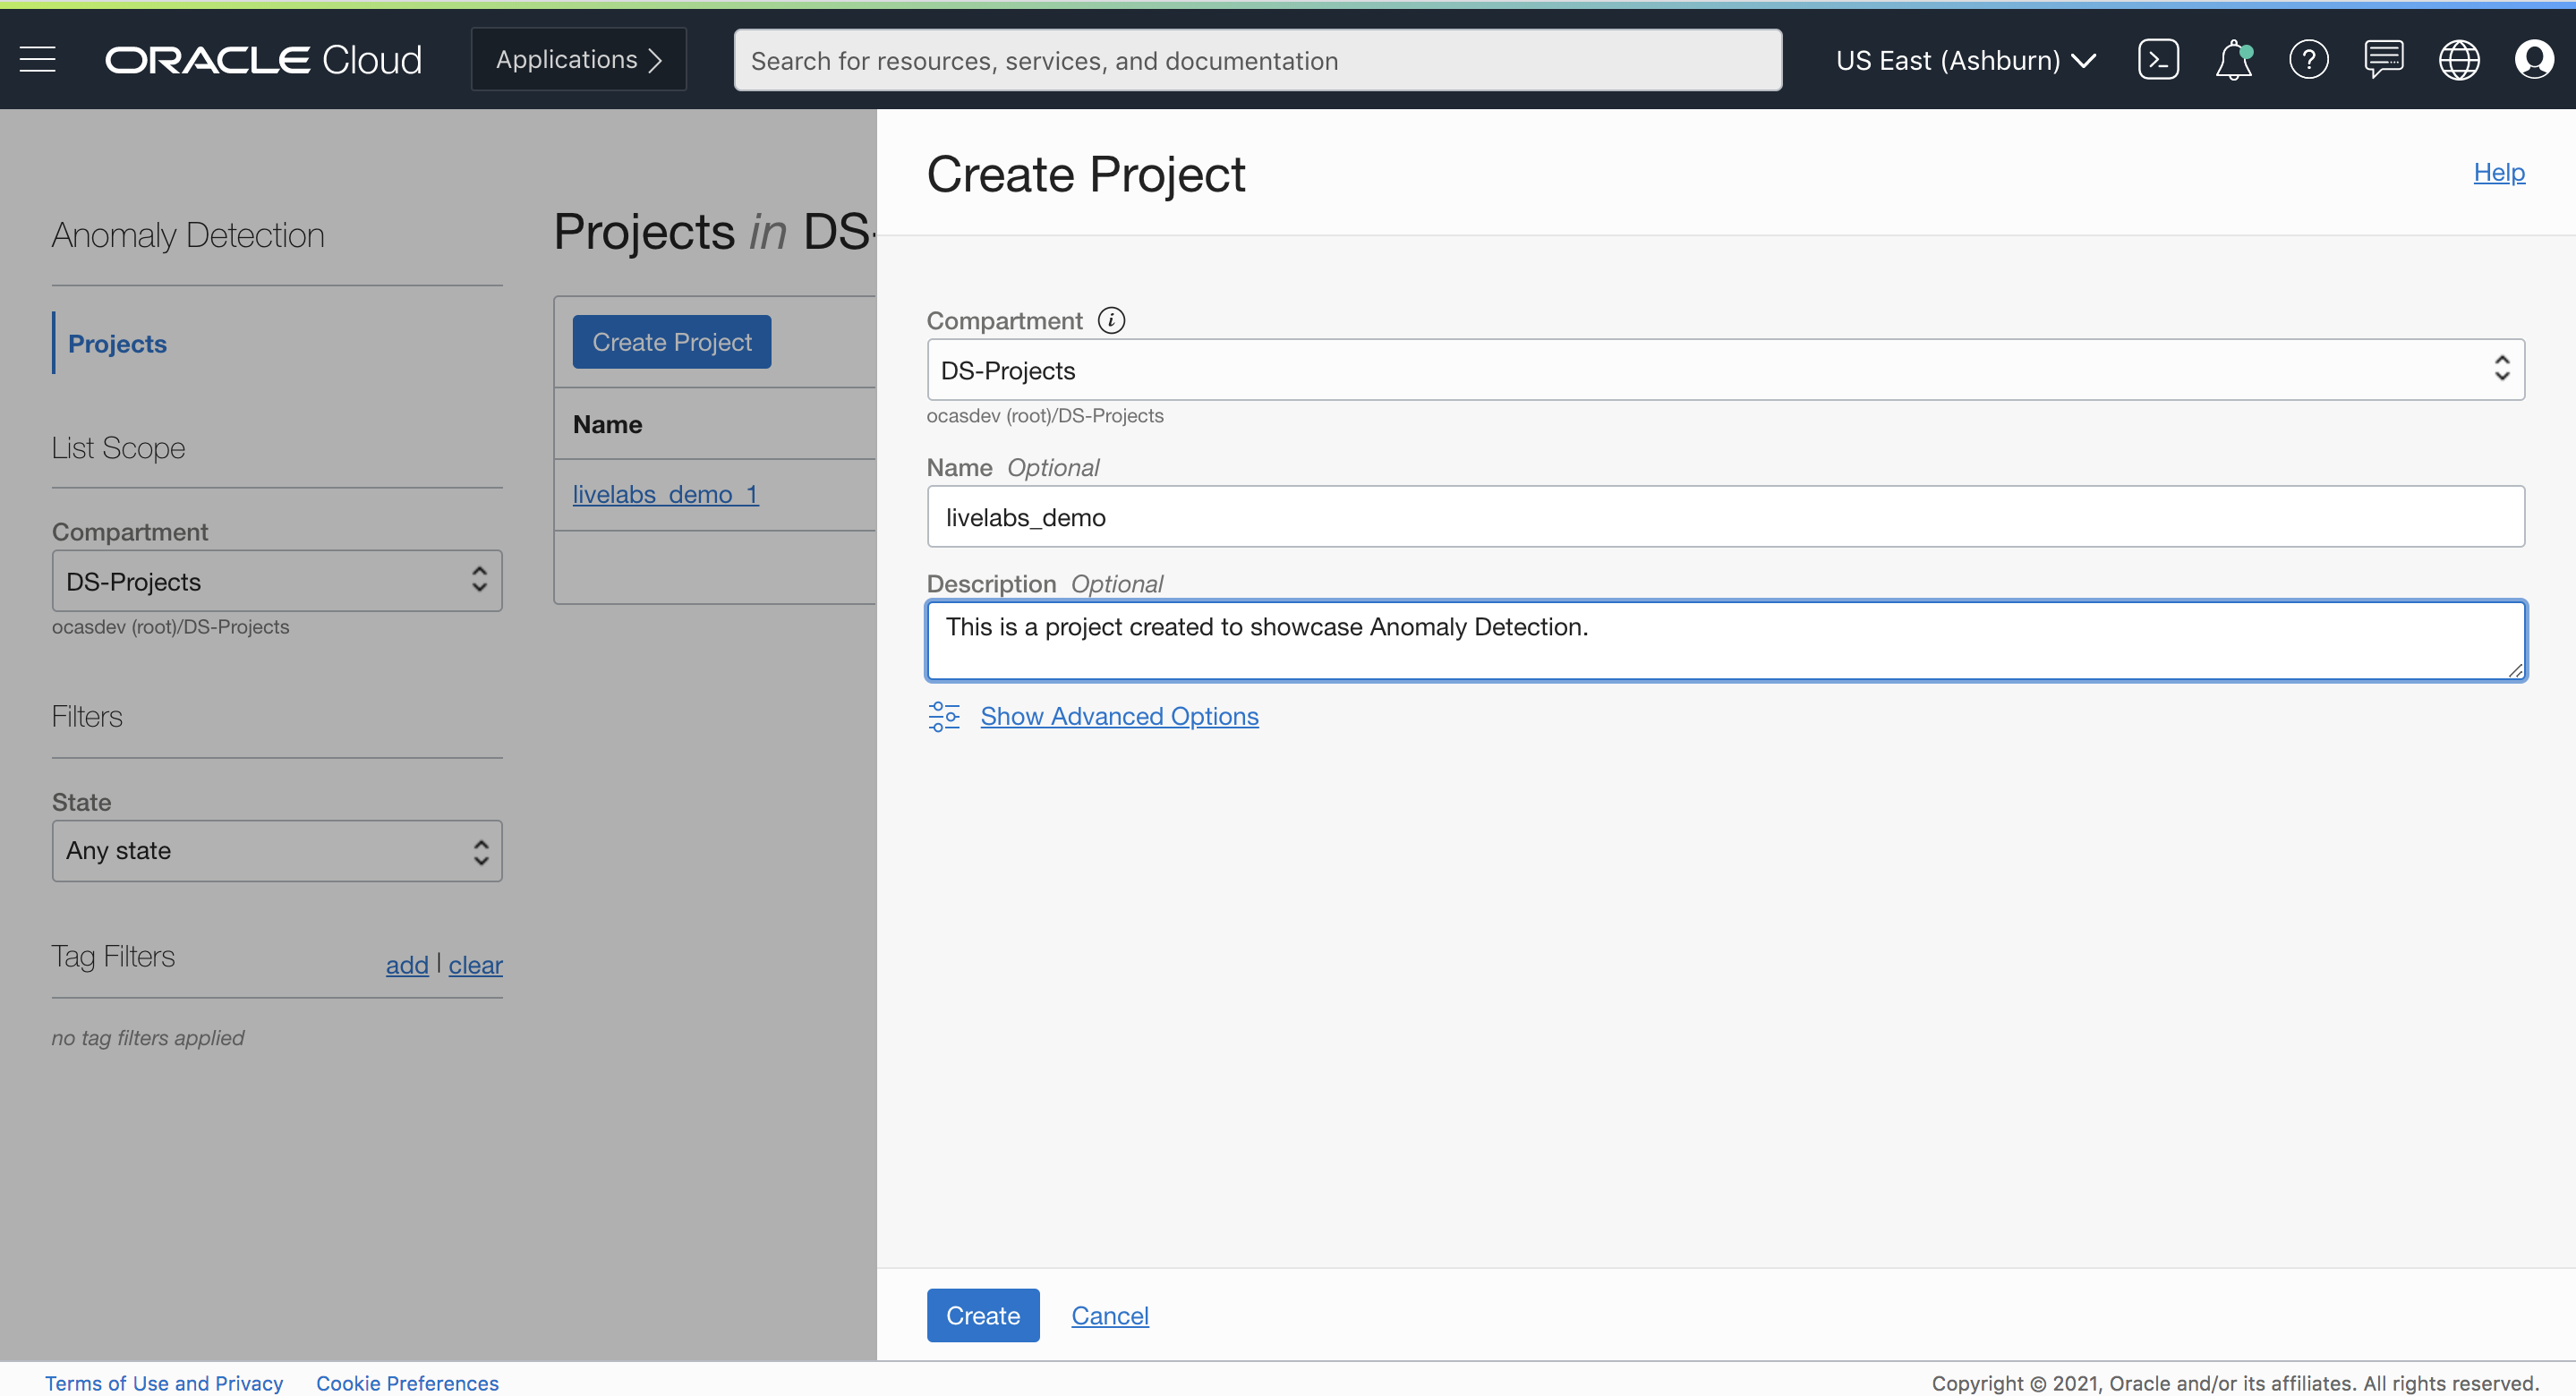 ORACLE Cloud
Applications
Search for resources, services, and documentation
US East (Ashburn)
Anomaly Detection
Projects
List Scope
Compartment
DS-Projects
ocasdev (root)/DS-Projects
Filters
State
Any state
Tag Filters
add | clear
no tag filters applied
Projects in DS-
Create Project
Name
livelabs_demo_1
Create Project
Help
Compartment
DS-Projects
ocasdev (root)/DS-Projects
Name Optional
livelabs_demo
Description Optional
This is a project created to showcase Anomaly Detection.
Show Advanced Options
Create
Cancel
Terms of Use and Privacy
Cookie Preferences
Copyright © 2021, Oracle and/or its affiliates. All rights reserved.